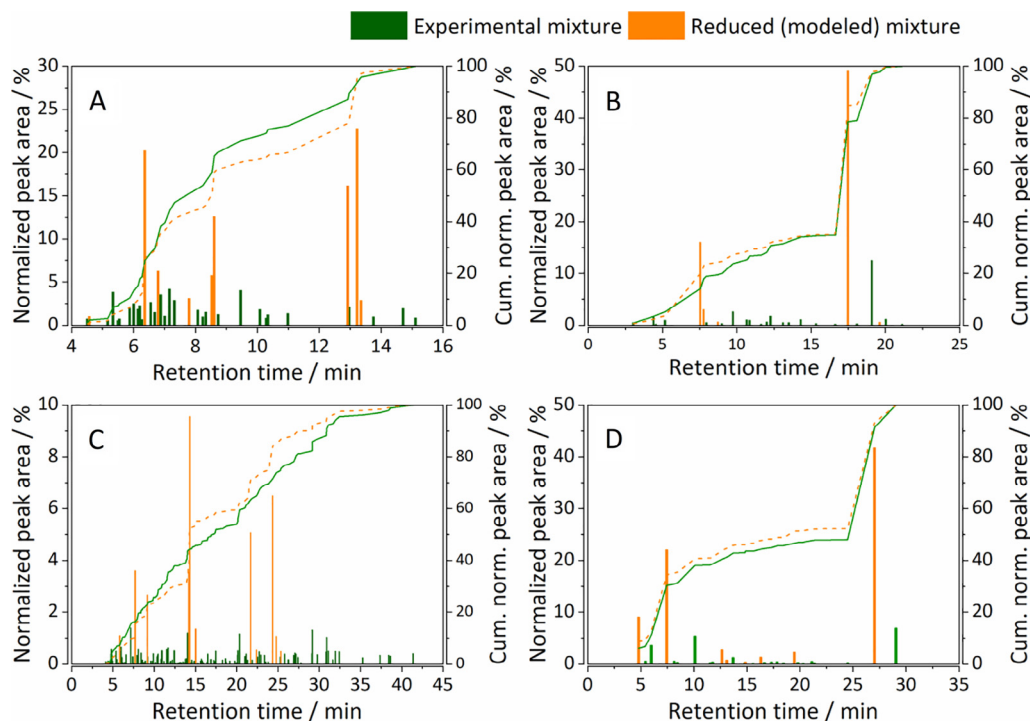 Experimental mixture Reduced (modeled) mixture
A
Normalized peak area / %
30
25
20
15
10
5
0
100
80
60
40
20
0
Cum. norm. peak area / %
4 6 8 10 12 14 16
Retention time / min
B
Normalized peak area / %
50
40
30
20
10
0
100
80
60
40
20
0
Cum. norm. peak area / %
0 5 10 15 20 25
Retention time / min
C
Normalized peak area / %
10
8
6
4
2
0
100
80
60
40
20
0
Cum. norm. peak area / %
0 5 10 15 20 25 30 35 40 45
Retention time / min
D
Normalized peak area / %
50
40
30
20
10
0
100
80
60
40
20
0
Cum. norm. peak area / %
0 5 10 15 20 25 30 35
Retention time / min